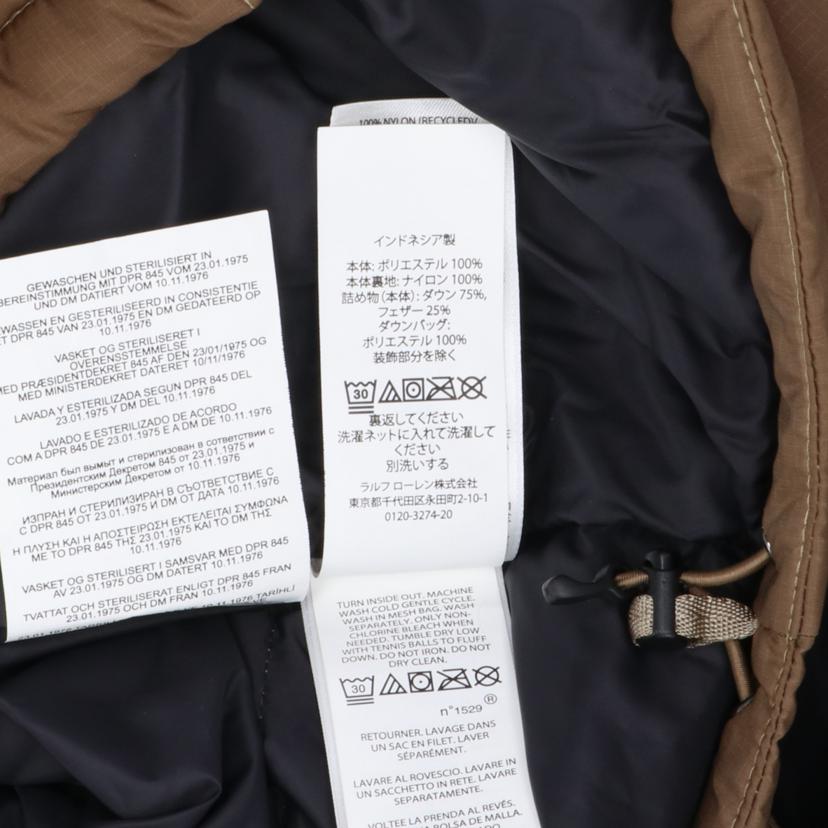 100% NYLON (RECYCLED)/
インドネシア製
本体: ポリエステル 100%
本体裏地: ナイロン 100%
詰め物(本体): ダウン 75%,
フェザー 25%
ダウンバッグ:
ポリエステル 100%
装飾部分を除く
30
裏返してください
洗濯ネットに入れて洗濯して
ください
別洗いする
ラルフ ローレン株式会社
東京都千代田区永田町2-10-1
0120-3274-20
GEWASCHEN UND STERILISIERT IN
BEREINSTIMMUNG MIT DPR 845 VOM 23.01.1975
UND DM DATIERT VOM 10.11.1976
EWASSEN EN GESTERILISEERD IN CONSISTENTIE
ET DPR 845 VAN 23.01.1975 EN DM GEDATEERD OP
10.11.1976
VASKET OG STERILISERET I
OVERENSSTEMMELSE
MED PRÆSIDENTDEKRET 845 AF DEN 23/01/1975 OG
MED MINISTERDEKRET DATERET 10/11/1976
LAVADA Y ESTERILIZADA SEGUN DPR 845 DEL
23.01.1975 Y DM DEL 10.11.1976
LAVADO E ESTERILIZADO DE ACORDO
COM A DPR 845 DE 23.01.1975 E A DM DE 10.11.1976
Материал был вымыт и стерилизован в сответствии с
Президентским Декретом 845 от 23.01.1975 и
Министерским Декретом от 10.11.1976
ИЗПРАН И СТЕРИЛИЗИРАН В СЪОТВЕТСТВИЕ С
С DPR 845 ОТ 23.01.1975 И DM ОТ ДАТА 10.11.1976
Η ΠΛΥΣΗ ΚΑΙ Η ΑΠΟΣΤΕΙΡΩΣΗ ΕΚΤΕΛΕΙΤΑΙ ΣΥΜΦΩΝΑ
ΜΕ ΤΟ DPR 845 ΤΗΣ 23.01.1975 ΚΑΙ ΤΟ DM ΤΗΣ
10.11.1976
VASKET OG STERILISERT I SAMSVAR MED DPR 845
AV 23.01.1975 OG DM DATERT 10.11.1976
TVATTAT OCH STERILISERAT ENLIGT DPR 845 FRAN
23.01.1975 OCH DM FRAN 10.11.1976
TURN INSIDE OUT. MACHINE
WASH COLD GENTLE CYCLE.
WASH IN MESH BAG. WASH
SEPARATELY. ONLY NON-
CHLORINE BLEACH WHEN
NEEDED. TUMBLE DRY LOW
WITH TENNIS BALLS TO FLUFF
DOWN. DO NOT IRON. DO NOT
DRY CLEAN.
30
n°1529 ®
RETOURNER. LAVAGE DANS
UN SAC EN FILET. LAVER
SÉPARÉMENT.
LAVARE AL ROVESCIO. LAVARE IN
UN SACCHETTO IN RETE. LAVARE
SEPARATAMENTE.
VOLTEE LA PRENDA AL REVÉS.
UNA BOLSA DE MALLA.